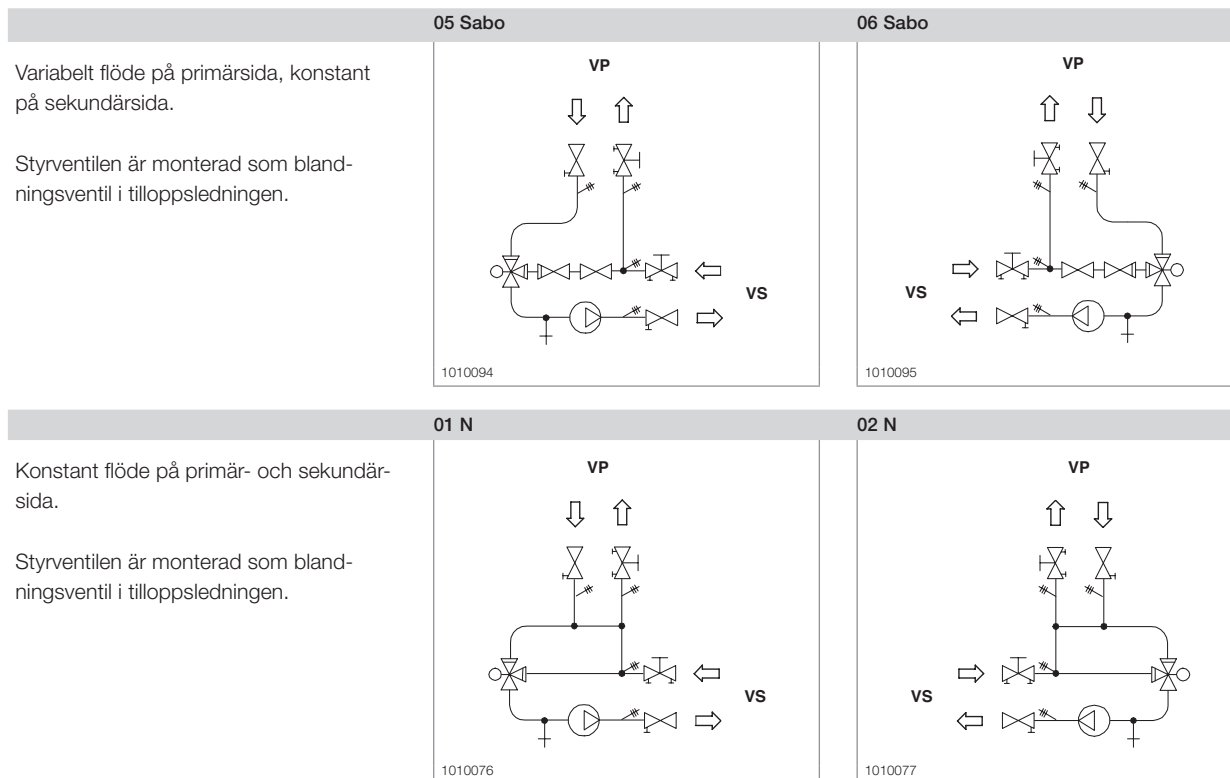 05 Sabo
06 Sabo
Variabelt flöde på primärsida, konstant
på sekundärsida.
Styrventilen är monterad som bland-
ningsventil i tilloppsledningen.
VP
VS
1010094
VP
VS
1010095
01 N
02 N
Konstant flöde på primär- och sekundär-
sida.
Styrventilen är monterad som bland-
ningsventil i tilloppsledningen.
VP
VS
1010076
VP
VS
1010077